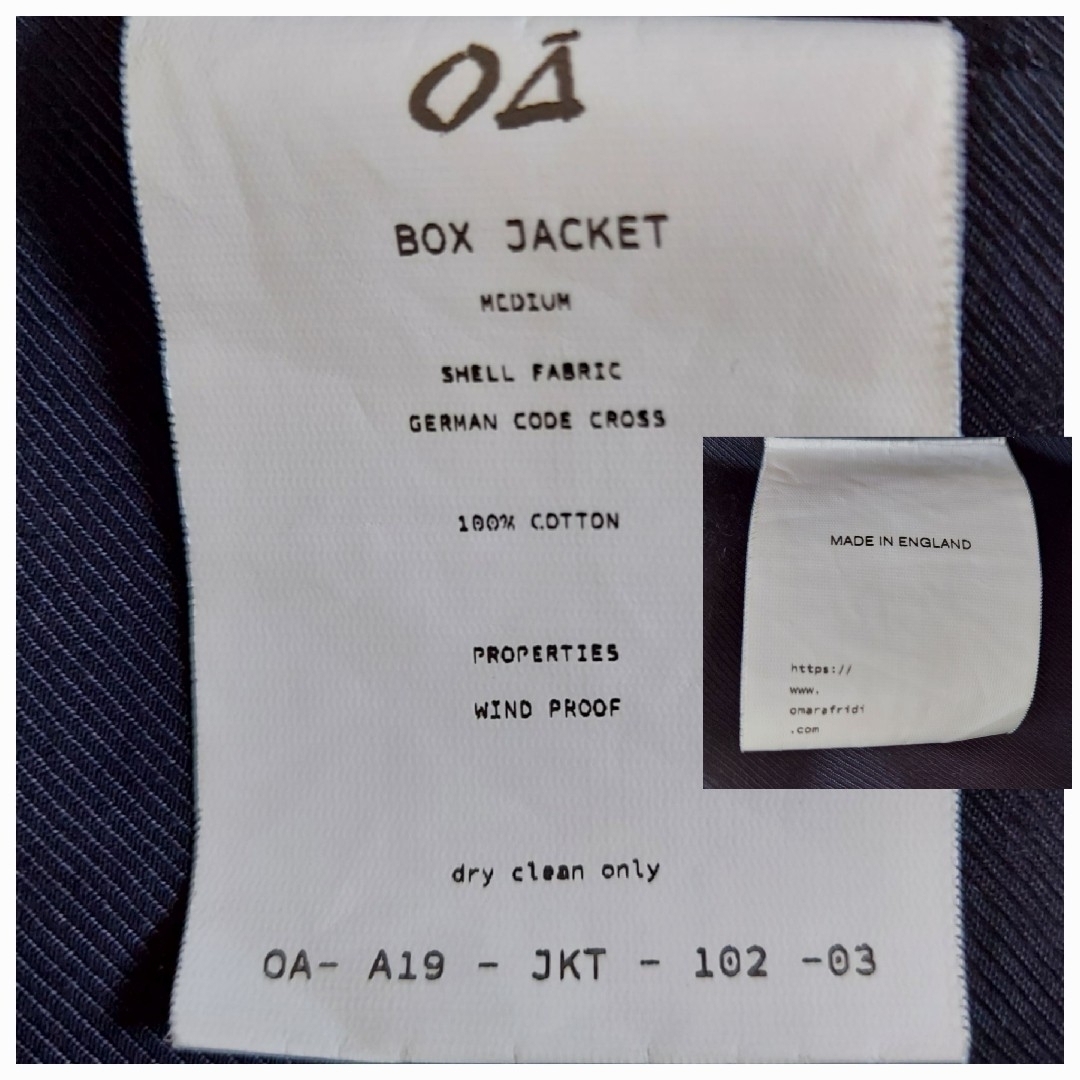 OĀ
BOX JACKET
MEDIUM
SHELL FABRIC
GERMAN CODE CROSS
100% COTTON
PROPERTIES
WIND PROOF
dry clean only
OA- A19 - JKT - 102 -03
MADE IN ENGLAND
https://
www.
omarafridi
.com